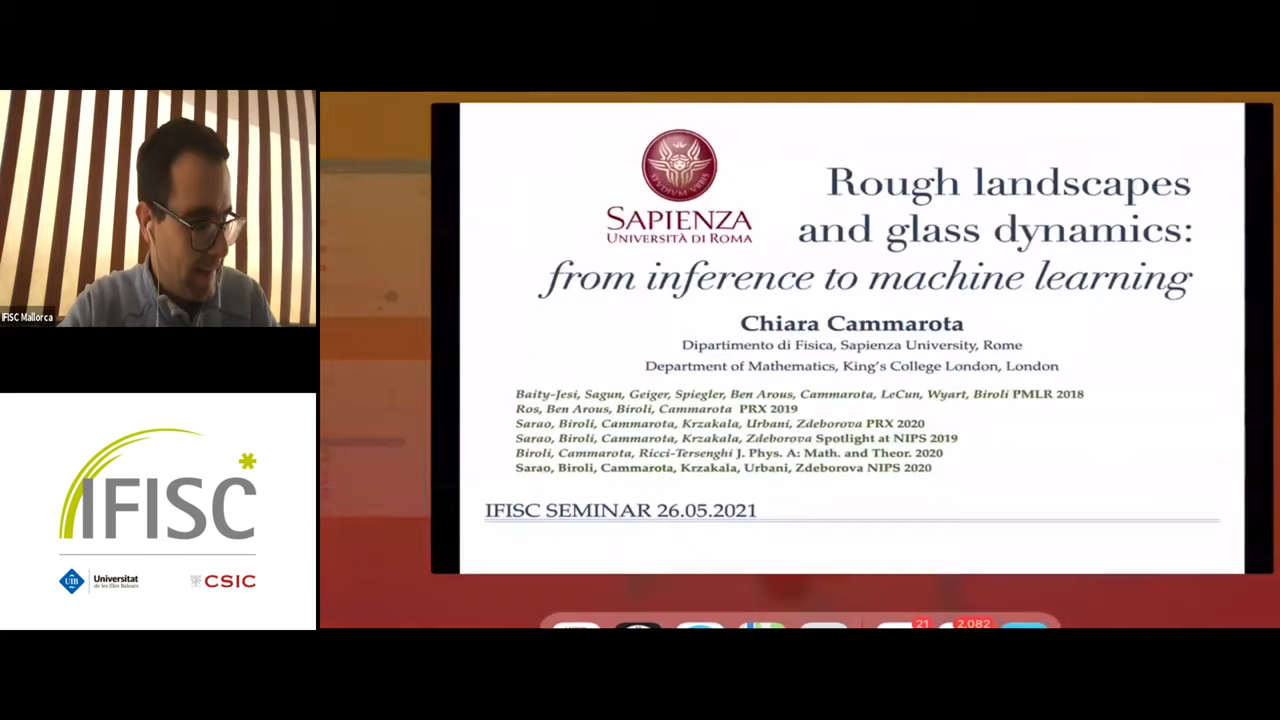 IFISC Mallorca
IFISC
Universitat
de les Illes Balears
UIB
CSIC
STVDIVM VRBIS
SAPIENZA
UNIVERSITÀ DI ROMA
Rough landscapes
and glass dynamics:
from inference to machine learning
Chiara Cammarota
Dipartimento di Fisica, Sapienza University, Rome
Department of Mathematics, King's College London, London
Baity-Jesi, Sagun, Geiger, Spiegler, Ben Arous, Cammarota, LeCun, Wyart, Biroli PMLR 2018
Ros, Ben Arous, Biroli, Cammarota PRX 2019
Sarao, Biroli, Cammarota, Krzakala, Urbani, Zdeborova PRX 2020
Sarao, Biroli, Cammarota, Krzakala, Zdeborova Spotlight at NIPS 2019
Biroli, Cammarota, Ricci-Tersenghi J. Phys. A: Math. and Theor. 2020
Sarao, Biroli, Cammarota, Krzakala, Urbani, Zdeborova NIPS 2020
IFISC SEMINAR 26.05.2021
21
2,082